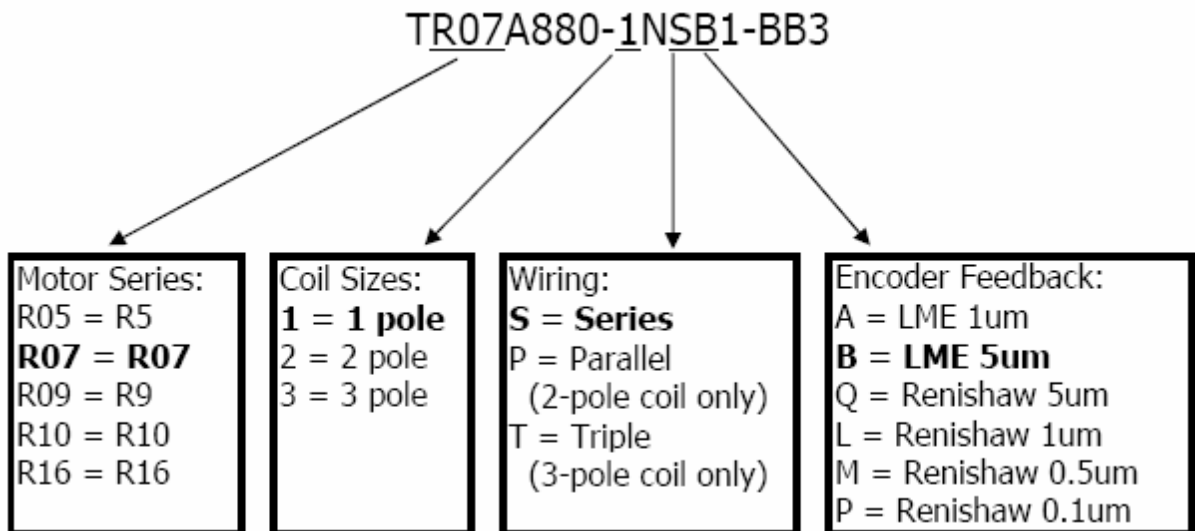 TR07A880-1NSB1-BB3
Motor Series:
R05 = R5
R07 = R07
R09 = R9
R10 = R10
R16 = R16
Coil Sizes:
1 = 1 pole
2 = 2 pole
3 = 3 pole
Wiring:
S = Series
P = Parallel
(2-pole coil only)
T = Triple
(3-pole coil only)
Encoder Feedback:
A = LME 1um
B = LME 5um
Q = Renishaw 5um
L = Renishaw 1um
M = Renishaw 0.5um
P = Renishaw 0.1um